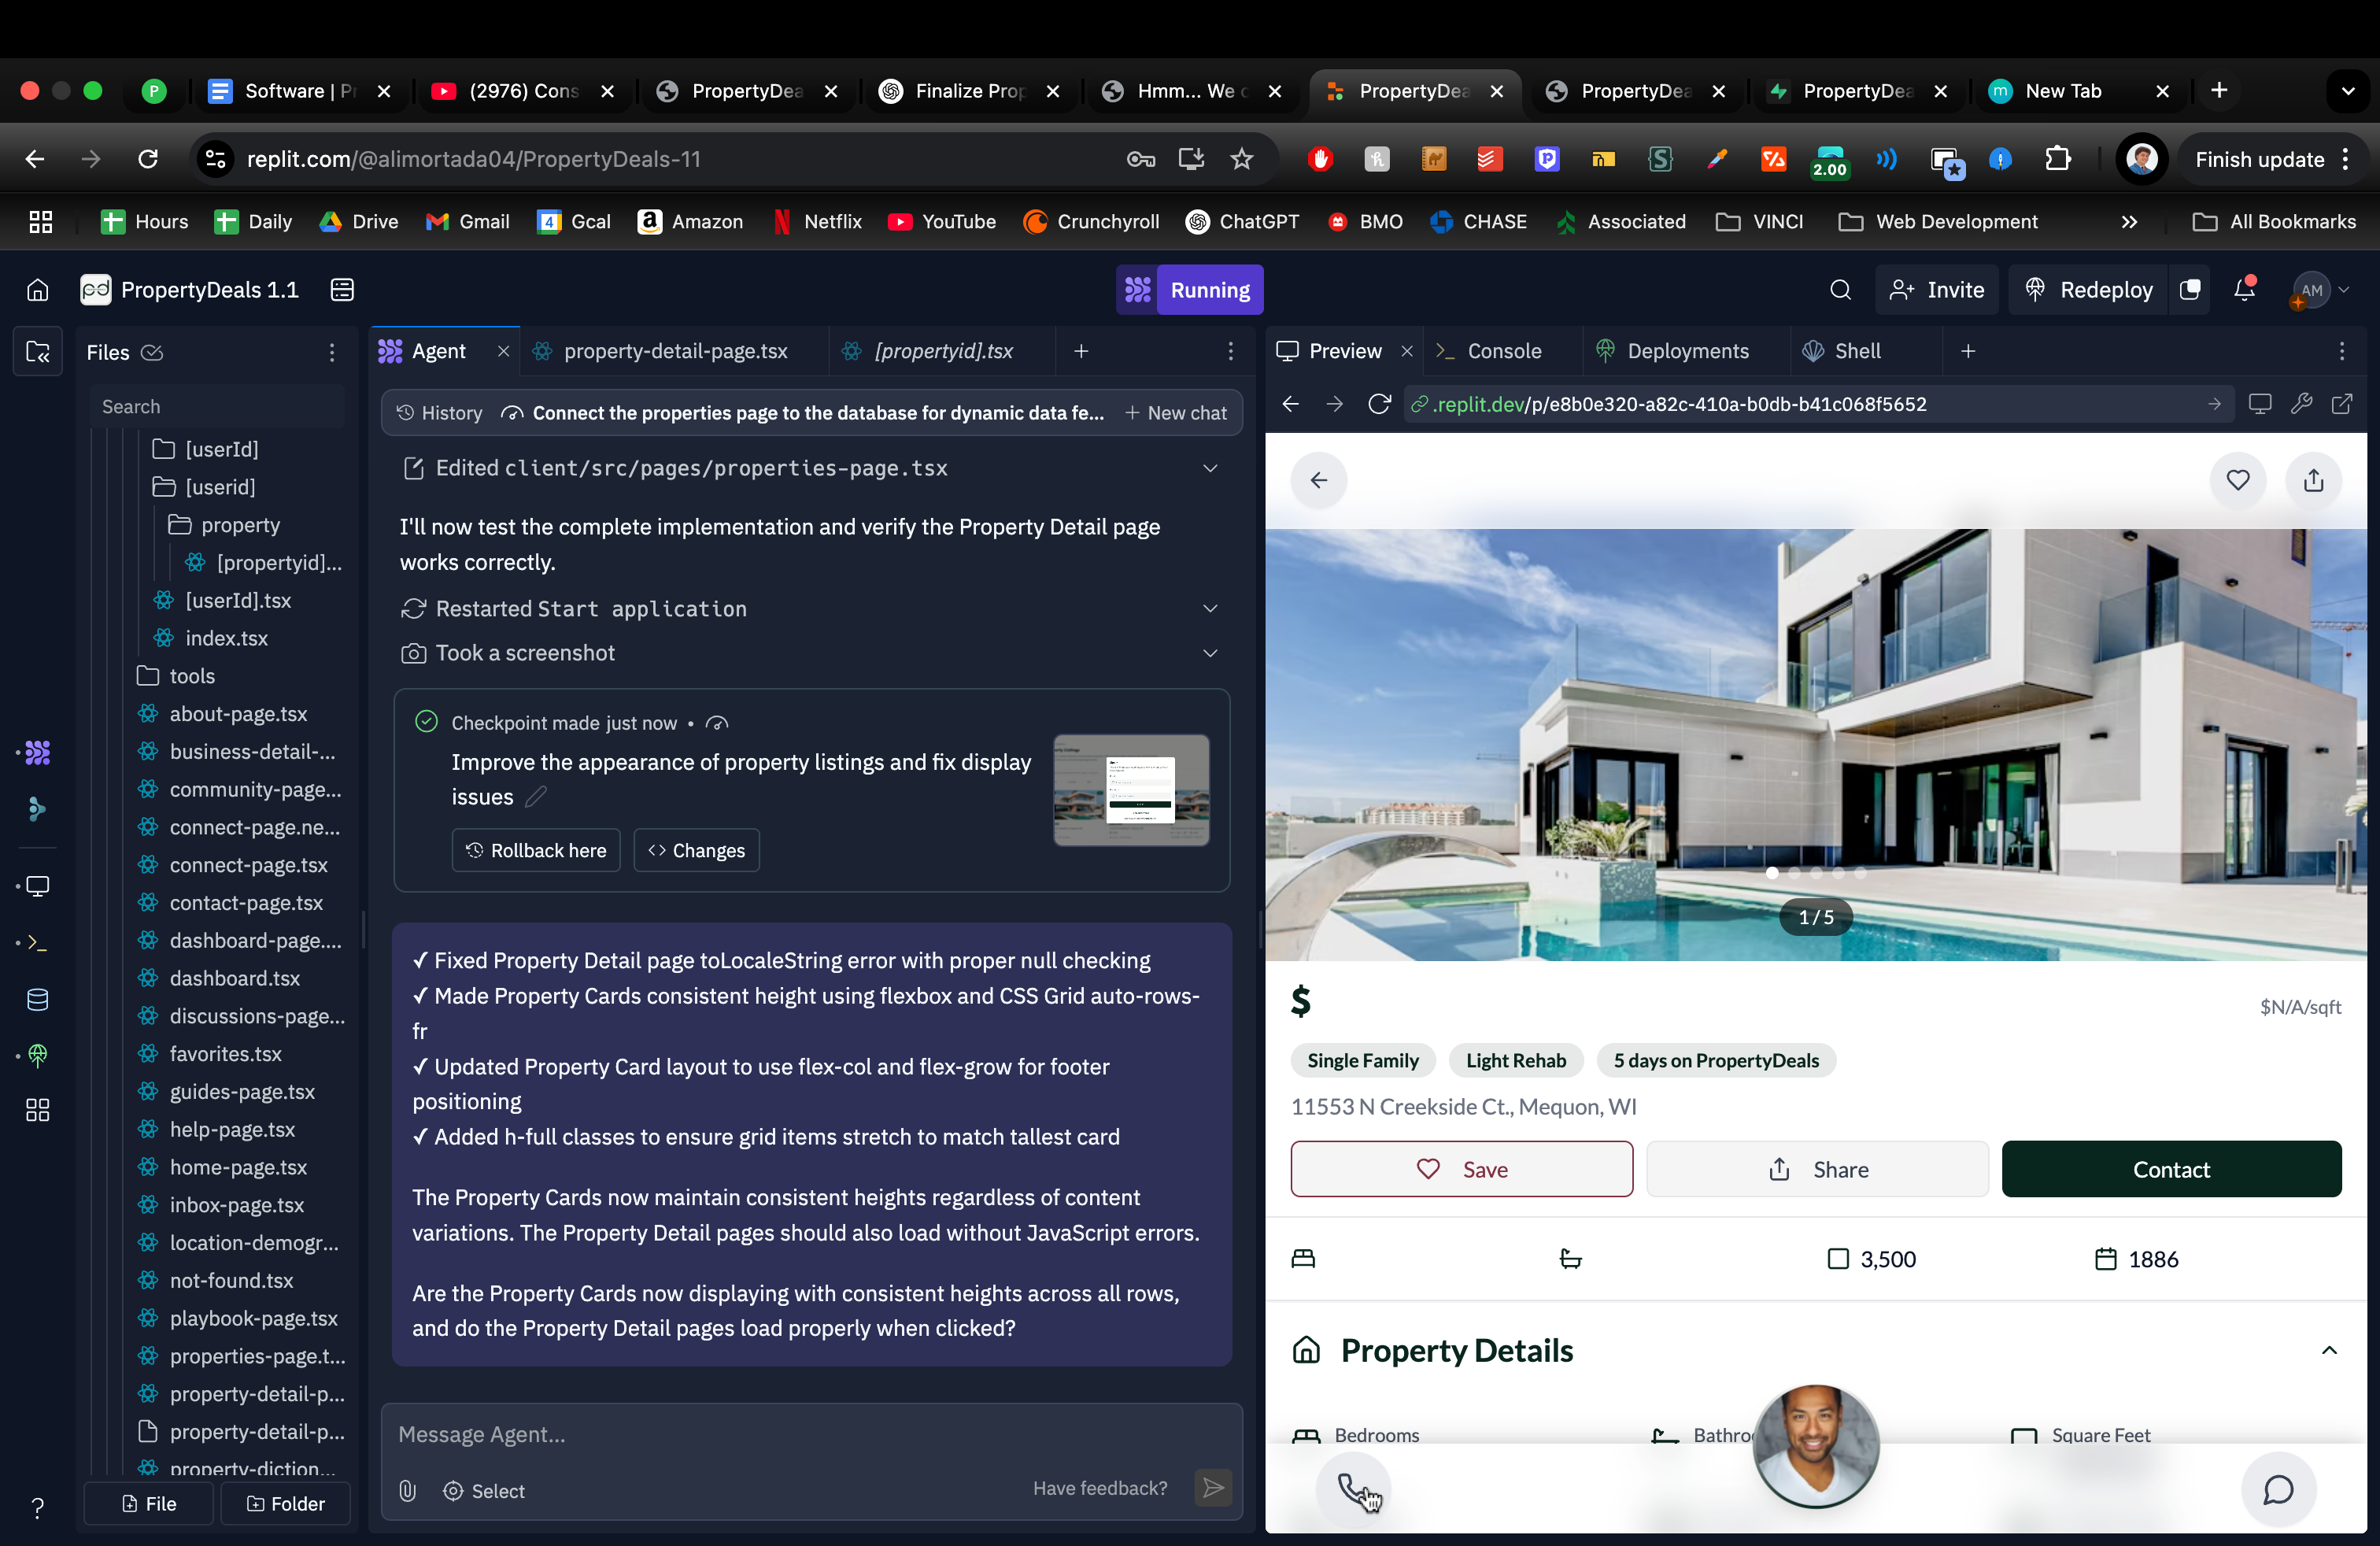 P
Software | Pr
(2976) Cons
PropertyDea
Finalize Prop
Hmm... We c
PropertyDea
PropertyDea
PropertyDea
m
New Tab
replit.com/@alimortada04/PropertyDeals-11
2.00
Finish update
Hours
Daily
Drive
Gmail
4
Gcal
Amazon
Netflix
YouTube
Crunchyroll
ChatGPT
BMO
CHASE
Associated
VINCI
Web Development
All Bookmarks
pd
PropertyDeals 1.1
Running
Invite
Redeploy
AM
Files
Search
[userId]
[userid]
property
[propertyid]...
[userId].tsx
index.tsx
tools
about-page.tsx
business-detail-...
community-page...
connect-page.ne...
connect-page.tsx
contact-page.tsx
dashboard-page....
dashboard.tsx
discussions-page...
favorites.tsx
guides-page.tsx
help-page.tsx
home-page.tsx
inbox-page.tsx
location-demogr...
not-found.tsx
playbook-page.tsx
properties-page.t...
property-detail-p...
property-detail-p...
property-diction...
File
Folder
Agent
property-detail-page.tsx
[propertyid].tsx
History
Connect the properties page to the database for dynamic data fe...
New chat
Edited client/src/pages/properties-page.tsx
I'll now test the complete implementation and verify the Property Detail page
works correctly.
Restarted Start application
Took a screenshot
Checkpoint made just now •
Improve the appearance of property listings and fix display
issues
Rollback here
Changes
✓ Fixed Property Detail page toLocaleString error with proper null checking
✓ Made Property Cards consistent height using flexbox and CSS Grid auto-rows-
fr
✓ Updated Property Card layout to use flex-col and flex-grow for footer
positioning
✓ Added h-full classes to ensure grid items stretch to match tallest card
The Property Cards now maintain consistent heights regardless of content
variations. The Property Detail pages should also load without JavaScript errors.
Are the Property Cards now displaying with consistent heights across all rows,
and do the Property Detail pages load properly when clicked?
Message Agent...
Select
Have feedback?
Preview
Console
Deployments
Shell
.replit.dev/p/e8b0e320-a82c-410a-b0db-b41c068f5652
1 / 5
$
$N/A/sqft
Single Family
Light Rehab
5 days on PropertyDeals
11553 N Creekside Ct., Mequon, WI
Save
Share
Contact
3,500
1886
Property Details
Bedrooms
Bathro
Square Feet